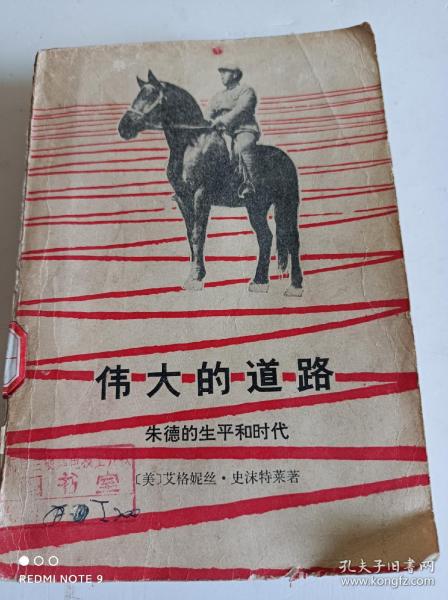 伟大的道路
朱德的生平和时代
〔美〕艾格妮丝·史沫特莱著
图书室
REDMI NOTE 9
孔夫子旧书网
www.kongfz.com